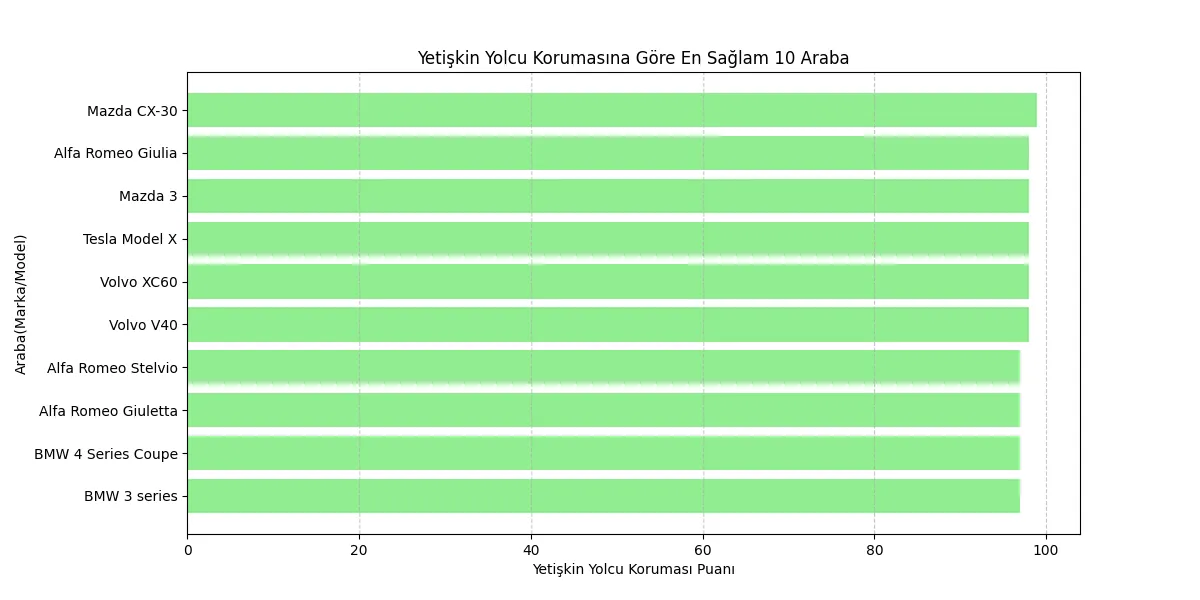 Yetişkin Yolcu Korumasına Göre En Sağlam 10 Araba
Araba(Marka/Model)
Mazda CX-30
Alfa Romeo Giulia
Mazda 3
Tesla Model X
Volvo XC60
Volvo V40
Alfa Romeo Stelvio
Alfa Romeo Giuletta
BMW 4 Series Coupe
BMW 3 series
0 20 40 60 80 100
Yetişkin Yolcu Koruması Puanı